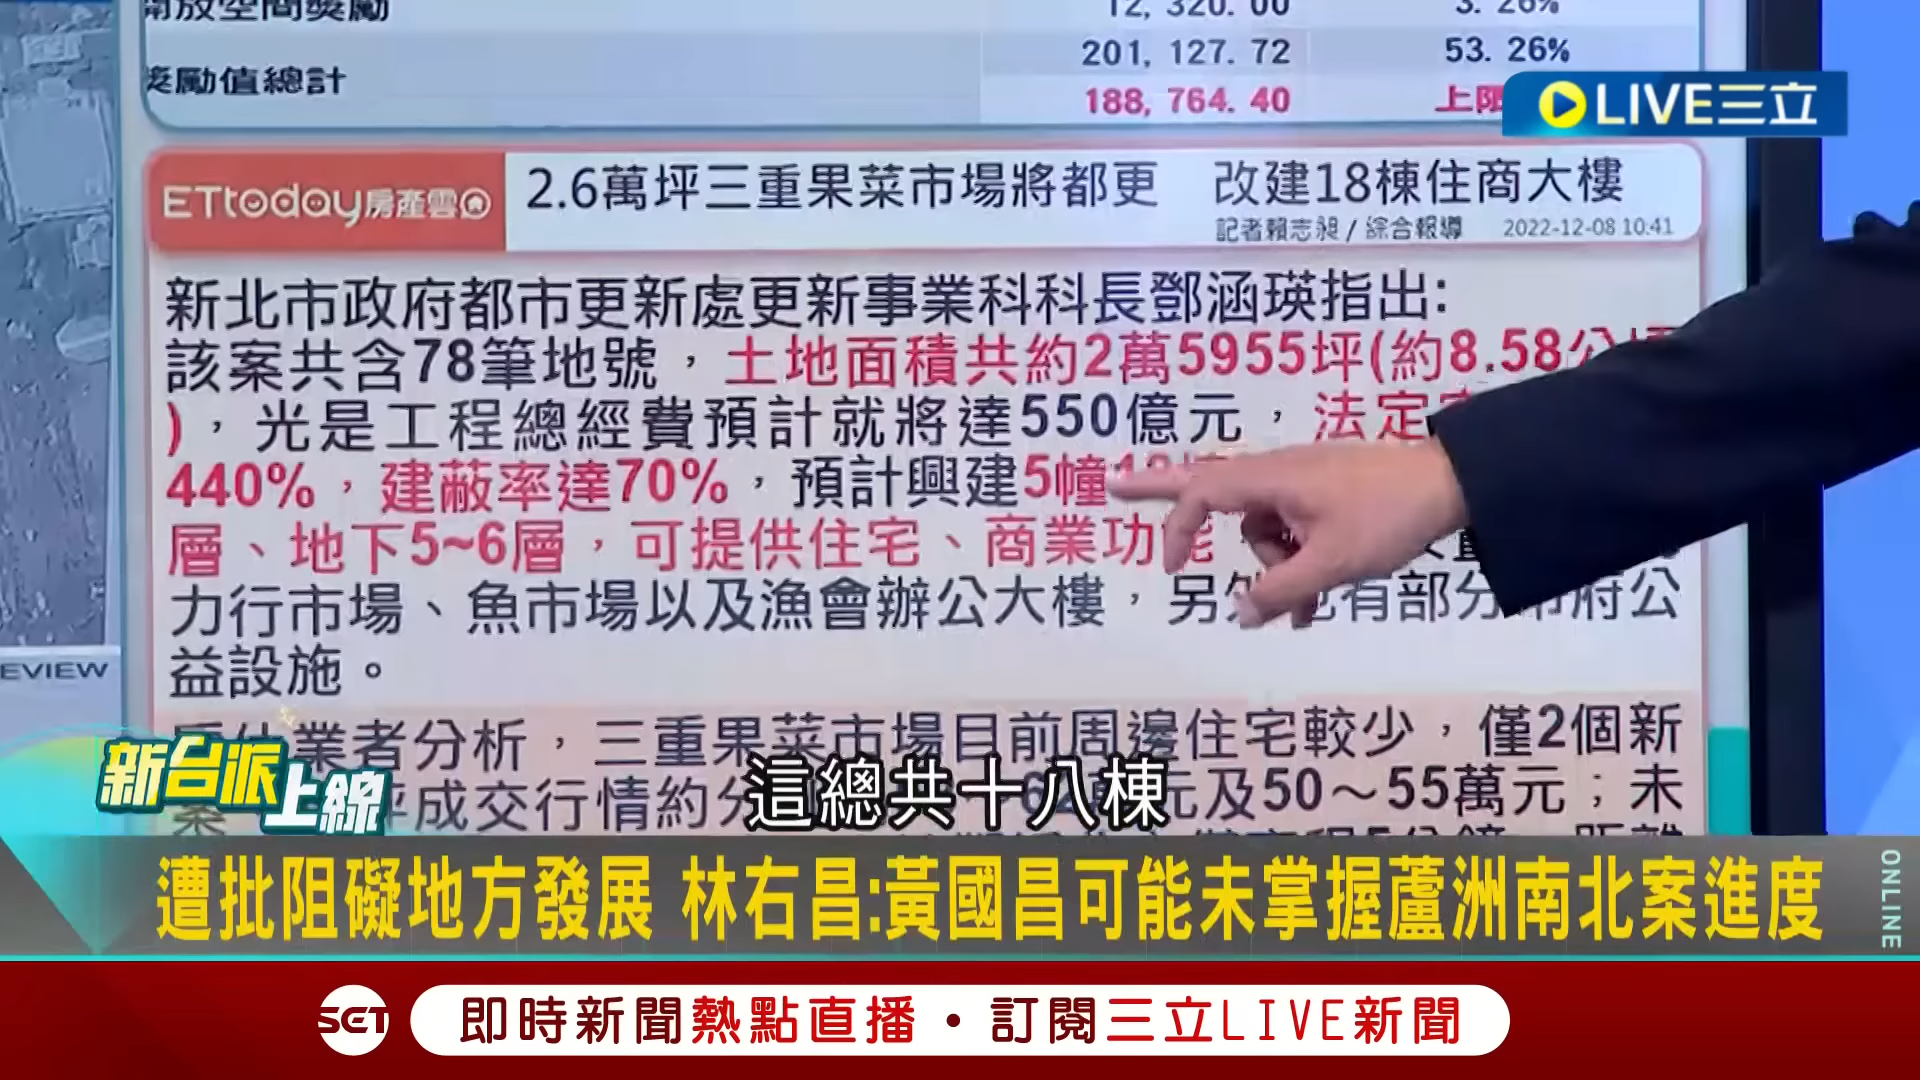 開放空間獎勵 12, 320. 00 3. 26%
201, 127. 72 53. 26%
獎勵值總計
188, 764. 40 上限
LIVE三立
ETtoday房產雲
2.6萬坪三重果菜市場將都更 改建18棟住商大樓
記者賴志昶 / 綜合報導 2022-12-08 10:41
新北市政府都市更新處更新事業科科長鄧涵瑛指出:
該案共含78筆地號，土地面積共約2萬5955坪(約8.58公
)，光是工程總經費預計就將達550億元，法定
440%，建蔽率達70%，預計興建5幢18
層、地下5~6層，可提供住宅、商業功能
力行市場、魚市場以及漁會辦公大樓，另外也有部分市府公
益設施。
EVIEW
業者分析，三重果菜市場目前周邊住宅較少，僅2個新
案 坪成交行情約 元及50～55萬元；未
新台派上線
這總共十八棟
遭批阻礙地方發展 林右昌:黃國昌可能未掌握蘆洲南北案進度
ONLINE
SET 即時新聞熱點直播・訂閱三立LIVE新聞